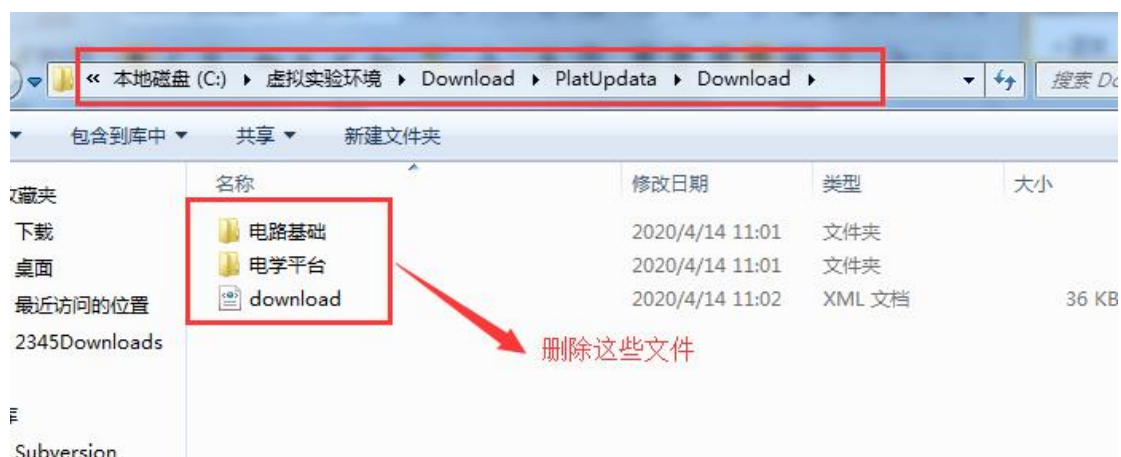 « 本地磁盘 (C:) ▸ 虚拟实验环境 ▸ Download ▸ PlatUpdata ▸ Download ▸ 搜索 Do
包含到库中 共享 新建文件夹
收藏夹 名称 修改日期 类型 大小
下载 电路基础 2020/4/14 11:01 文件夹
桌面 电学平台 2020/4/14 11:01 文件夹
最近访问的位置 download 2020/4/14 11:02 XML 文档 36 KB
2345Downloads
删除这些文件
Subversion